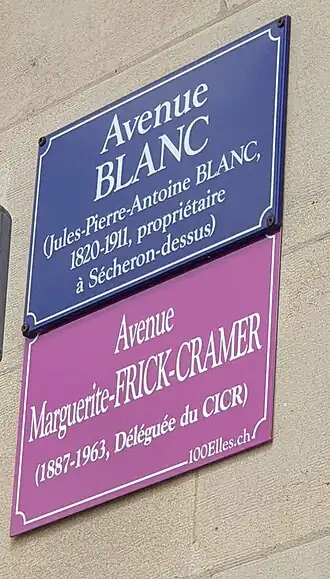 Avenue
BLANC
(Jules-Pierre-Antoine BLANC,
1820-1911, propriétaire
à Sécheron-dessus)
Avenue
Marguerite-FRICK-CRAMER
(1887-1963, Déléguée du CICR)
100Elles.ch